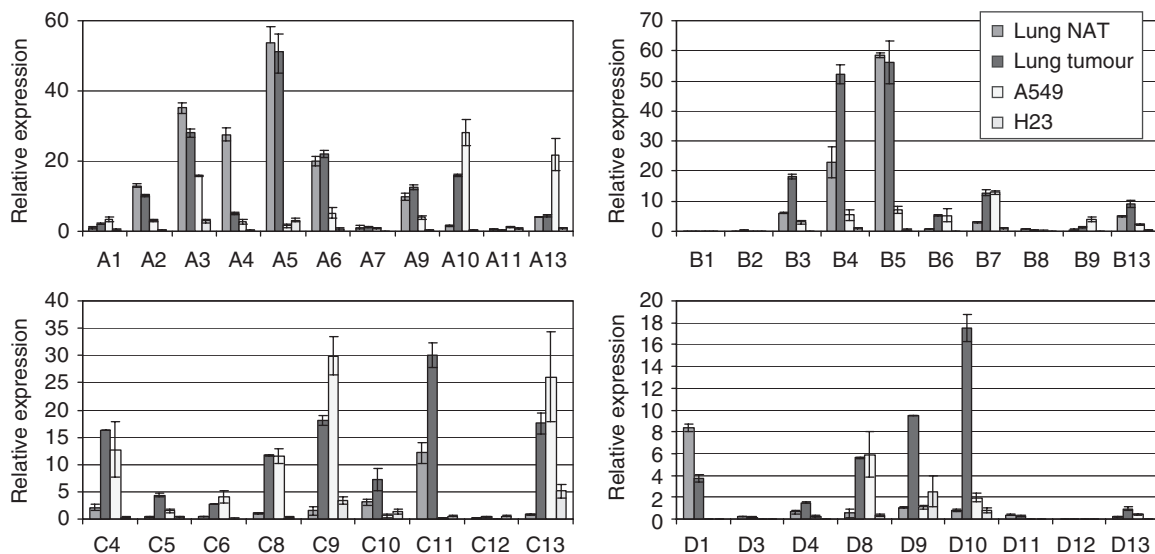 60
40
20
0
Relative expression
A1 A2 A3 A4 A5 A6 A7 A9 A10 A11 A13
80
70
60
50
40
30
20
10
0
Relative expression
B1 B2 B3 B4 B5 B6 B7 B8 B9 B13
Lung NAT
Lung tumour
A549
H23
40
35
30
25
20
15
10
5
0
Relative expression
C4 C5 C6 C8 C9 C10 C11 C12 C13
20
18
16
14
12
10
8
6
4
2
0
Relative expression
D1 D3 D4 D8 D9 D10 D11 D12 D13